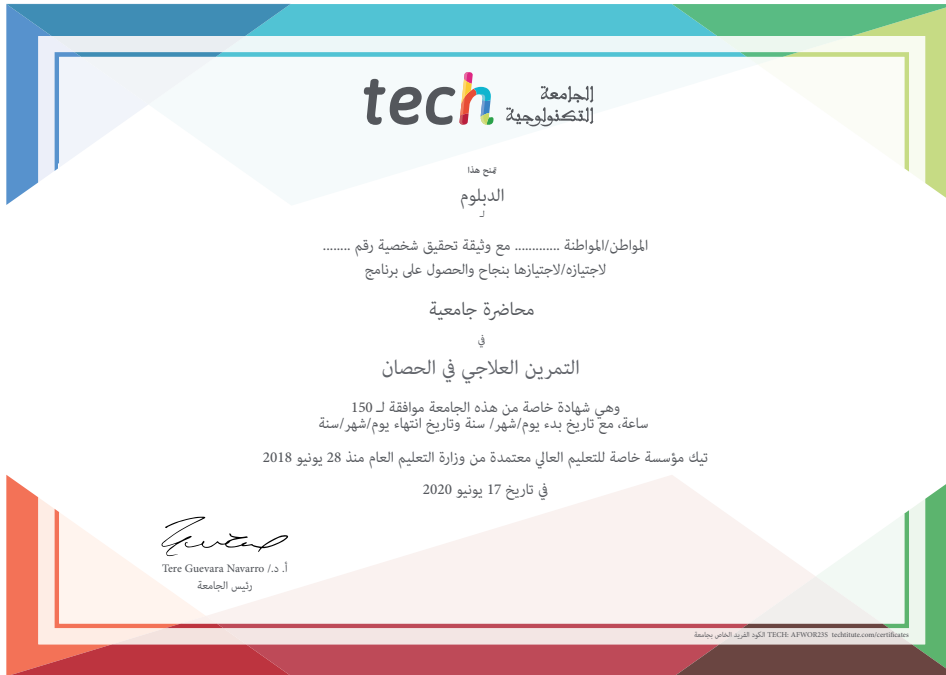 tech الجامعة
التكنولوجية
تمنح هذا
الدبلوم
لـ
المواطن/المواطنة ............. مع وثيقة تحقيق شخصية رقم ........
لاجتيازه/لاجتيازها بنجاح والحصول على برنامج
محاضرة جامعية
في
التمرين العلاجي في الحصان
وهي شهادة خاصة من هذه الجامعة موافقة لـ 150
ساعة، مع تاريخ بدء يوم/شهر/ سنة وتاريخ انتهاء يوم/شهر/سنة
تيك مؤسسة خاصة للتعليم العالي معتمدة من وزارة التعليم العام منذ 28 يونيو 2018
في تاريخ 17 يونيو 2020
أ. د./ Tere Guevara Navarro
رئيس الجامعة
الكود الفريد الخاص بجامعة TECH: AFWOR23S techtitute.com/certificates